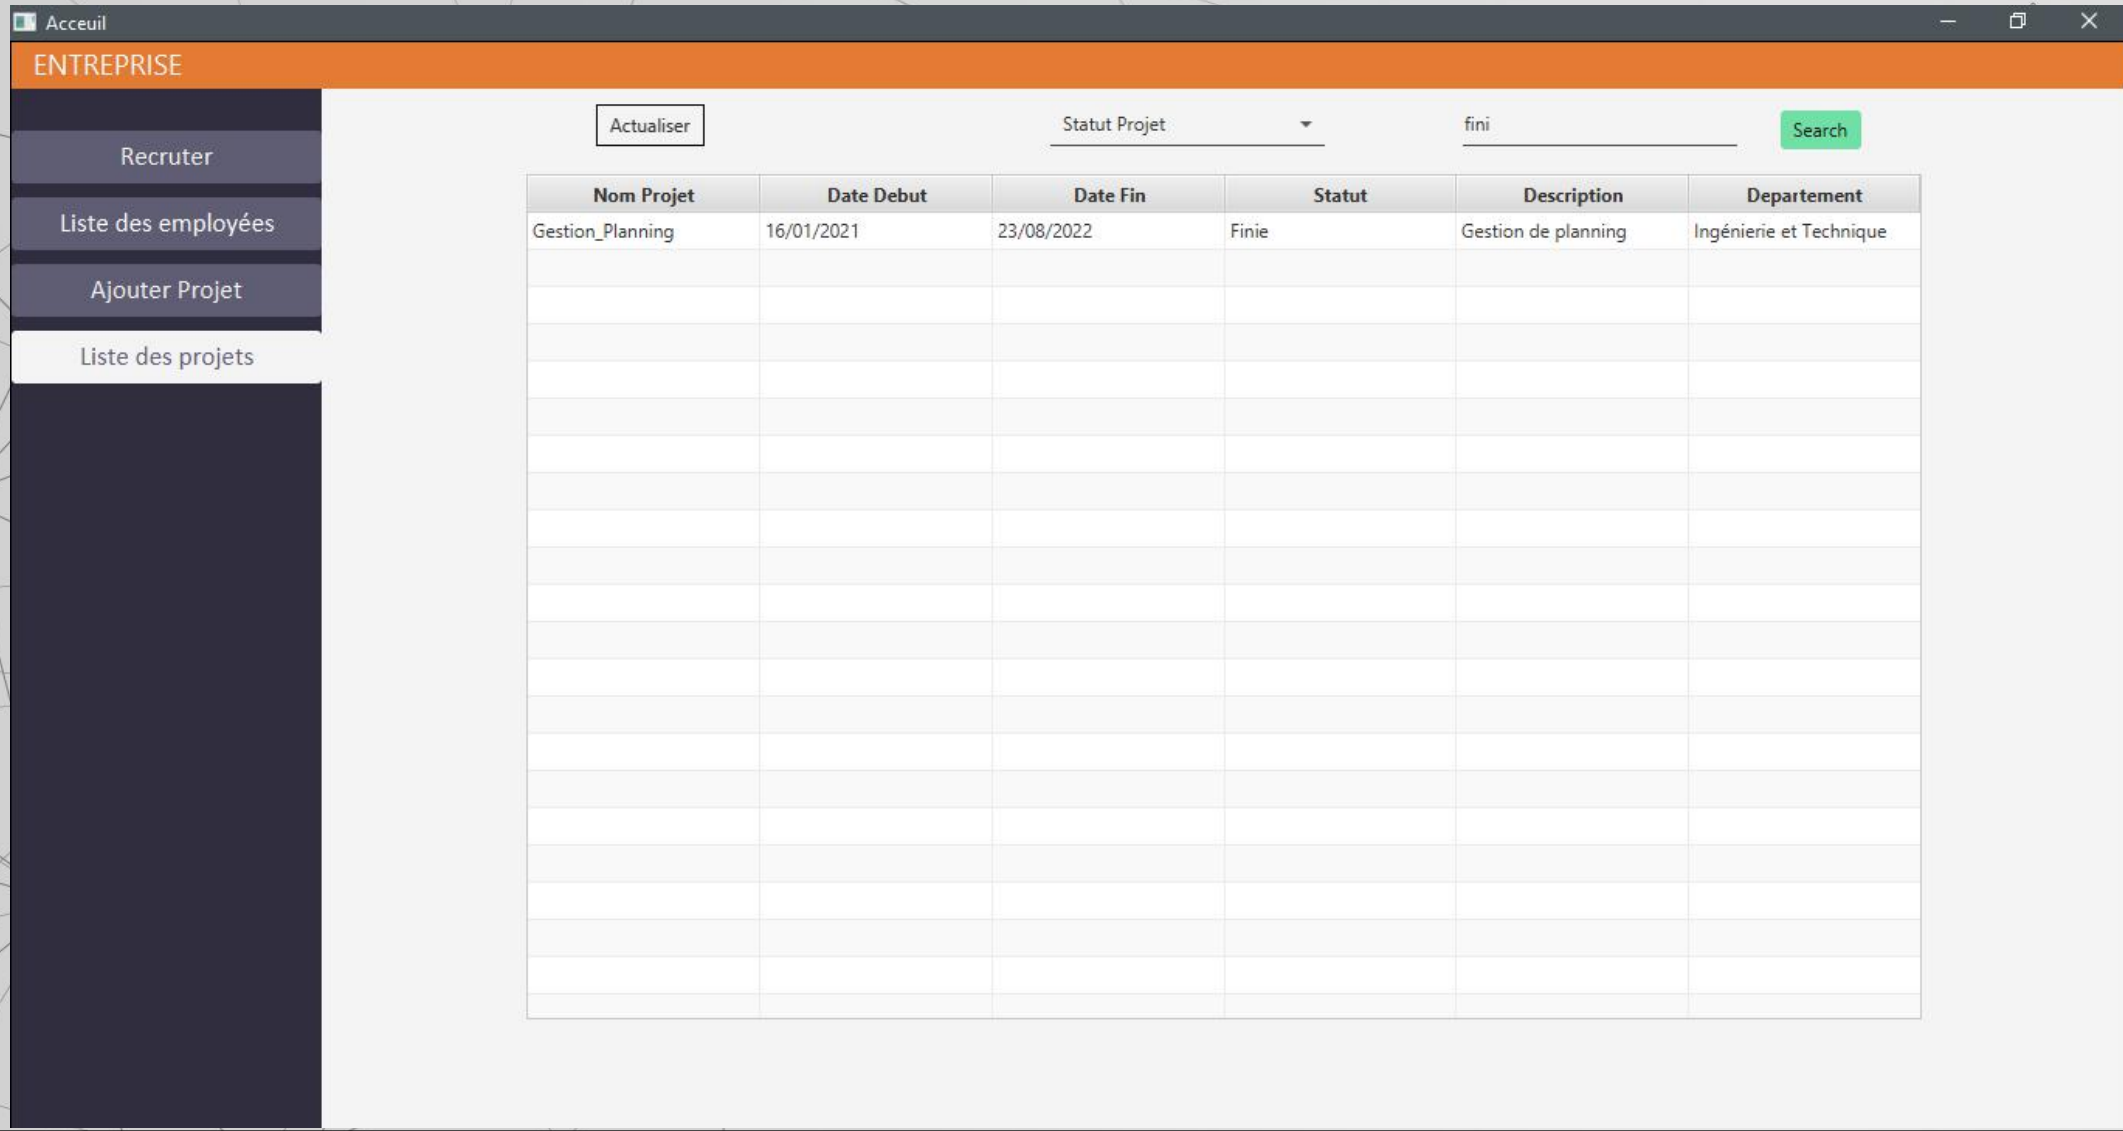 Acceuil
ENTREPRISE
Recruter
Liste des employées
Ajouter Projet
Liste des projets
Actualiser
Statut Projet
fini
Search
Nom Projet Date Debut Date Fin Statut Description Departement
Gestion_Planning 16/01/2021 23/08/2022 Finie Gestion de planning Ingénierie et Technique